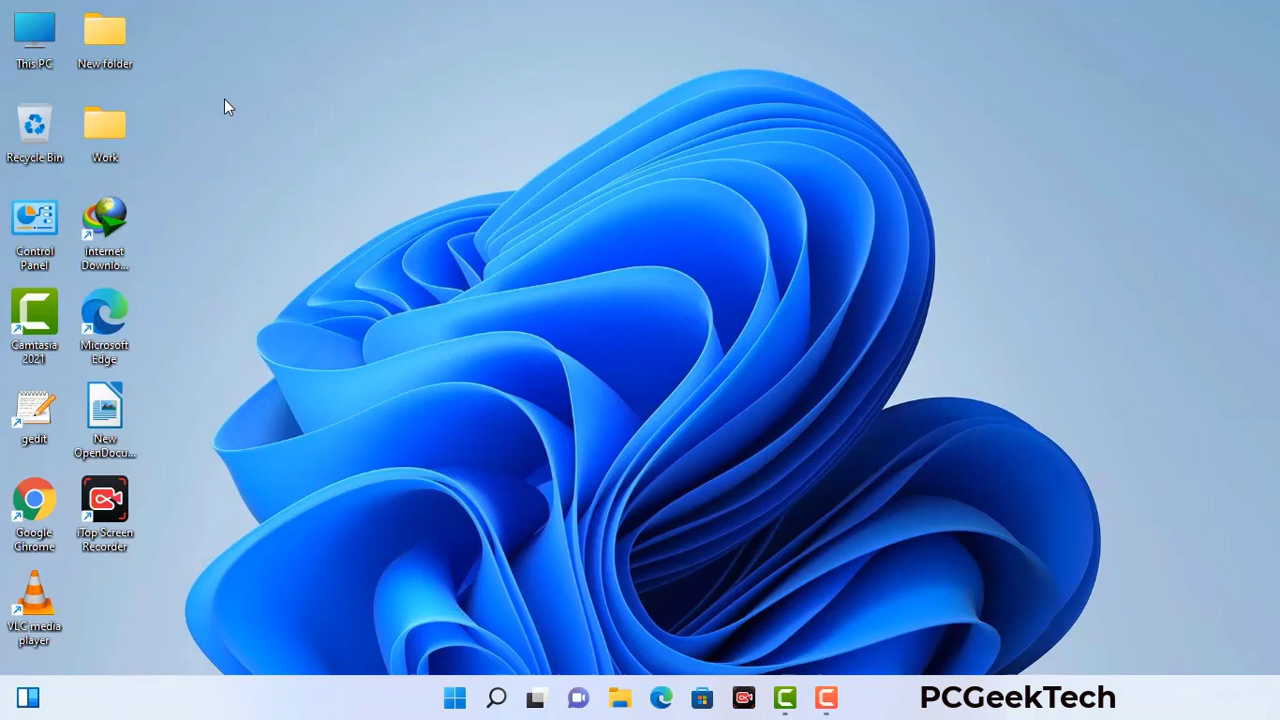 This PC
New folder
Recycle Bin
Work
Control
Panel
Internet
Downlo...
Camtasia
2021
Microsoft
Edge
gedit
New
OpenDocu...
Google
Chrome
iTop Screen
Recorder
VLC media
player
PCGeekTech